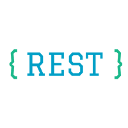 { REST }